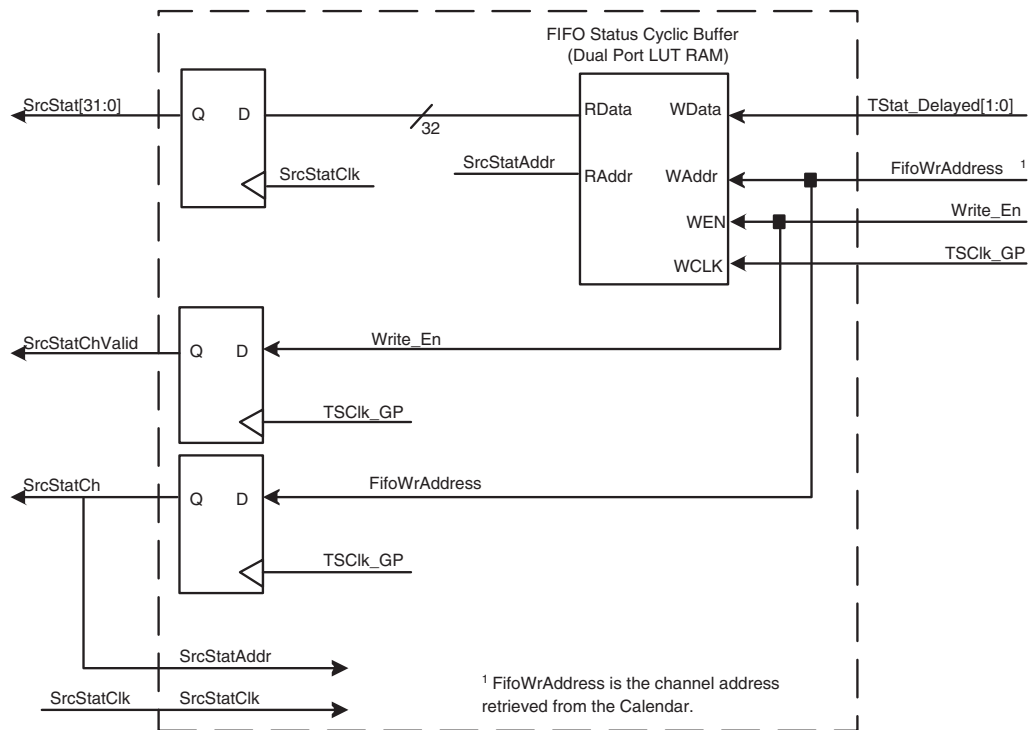 FIFO Status Cyclic Buffer
(Dual Port LUT RAM)
SrcStat[31:0]
Q D
32
RData WData
TStat_Delayed[1:0]
SrcStatClk
SrcStatAddr
RAddr WAddr
FifoWrAddress 1
WEN
Write_En
WCLK
TSClk_GP
SrcStatChValid
Q D
Write_En
TSClk_GP
SrcStatCh
Q D
FifoWrAddress
TSClk_GP
SrcStatAddr
SrcStatClk SrcStatClk
1 FifoWrAddress is the channel address
retrieved from the Calendar.